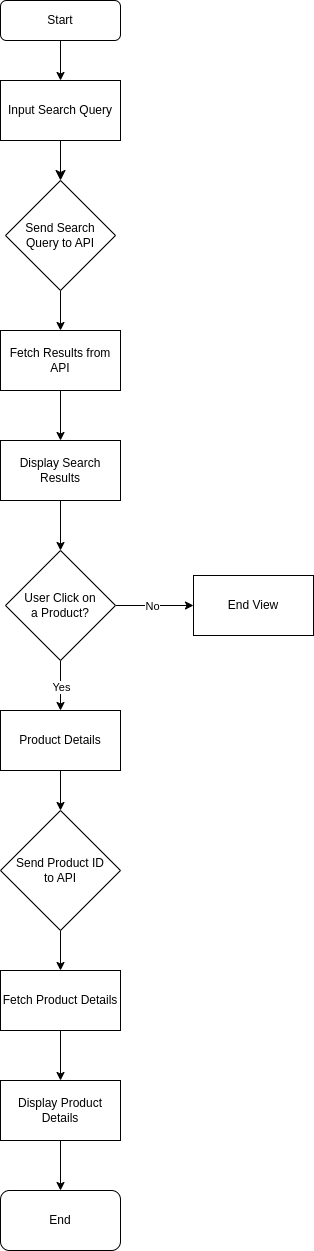 Start
Input Search Query
Send Search
Query to API
Fetch Results from
API
Display Search
Results
User Click on
a Product?
No
End View
Yes
Product Details
Send Product ID
to API
Fetch Product Details
Display Product
Details
End